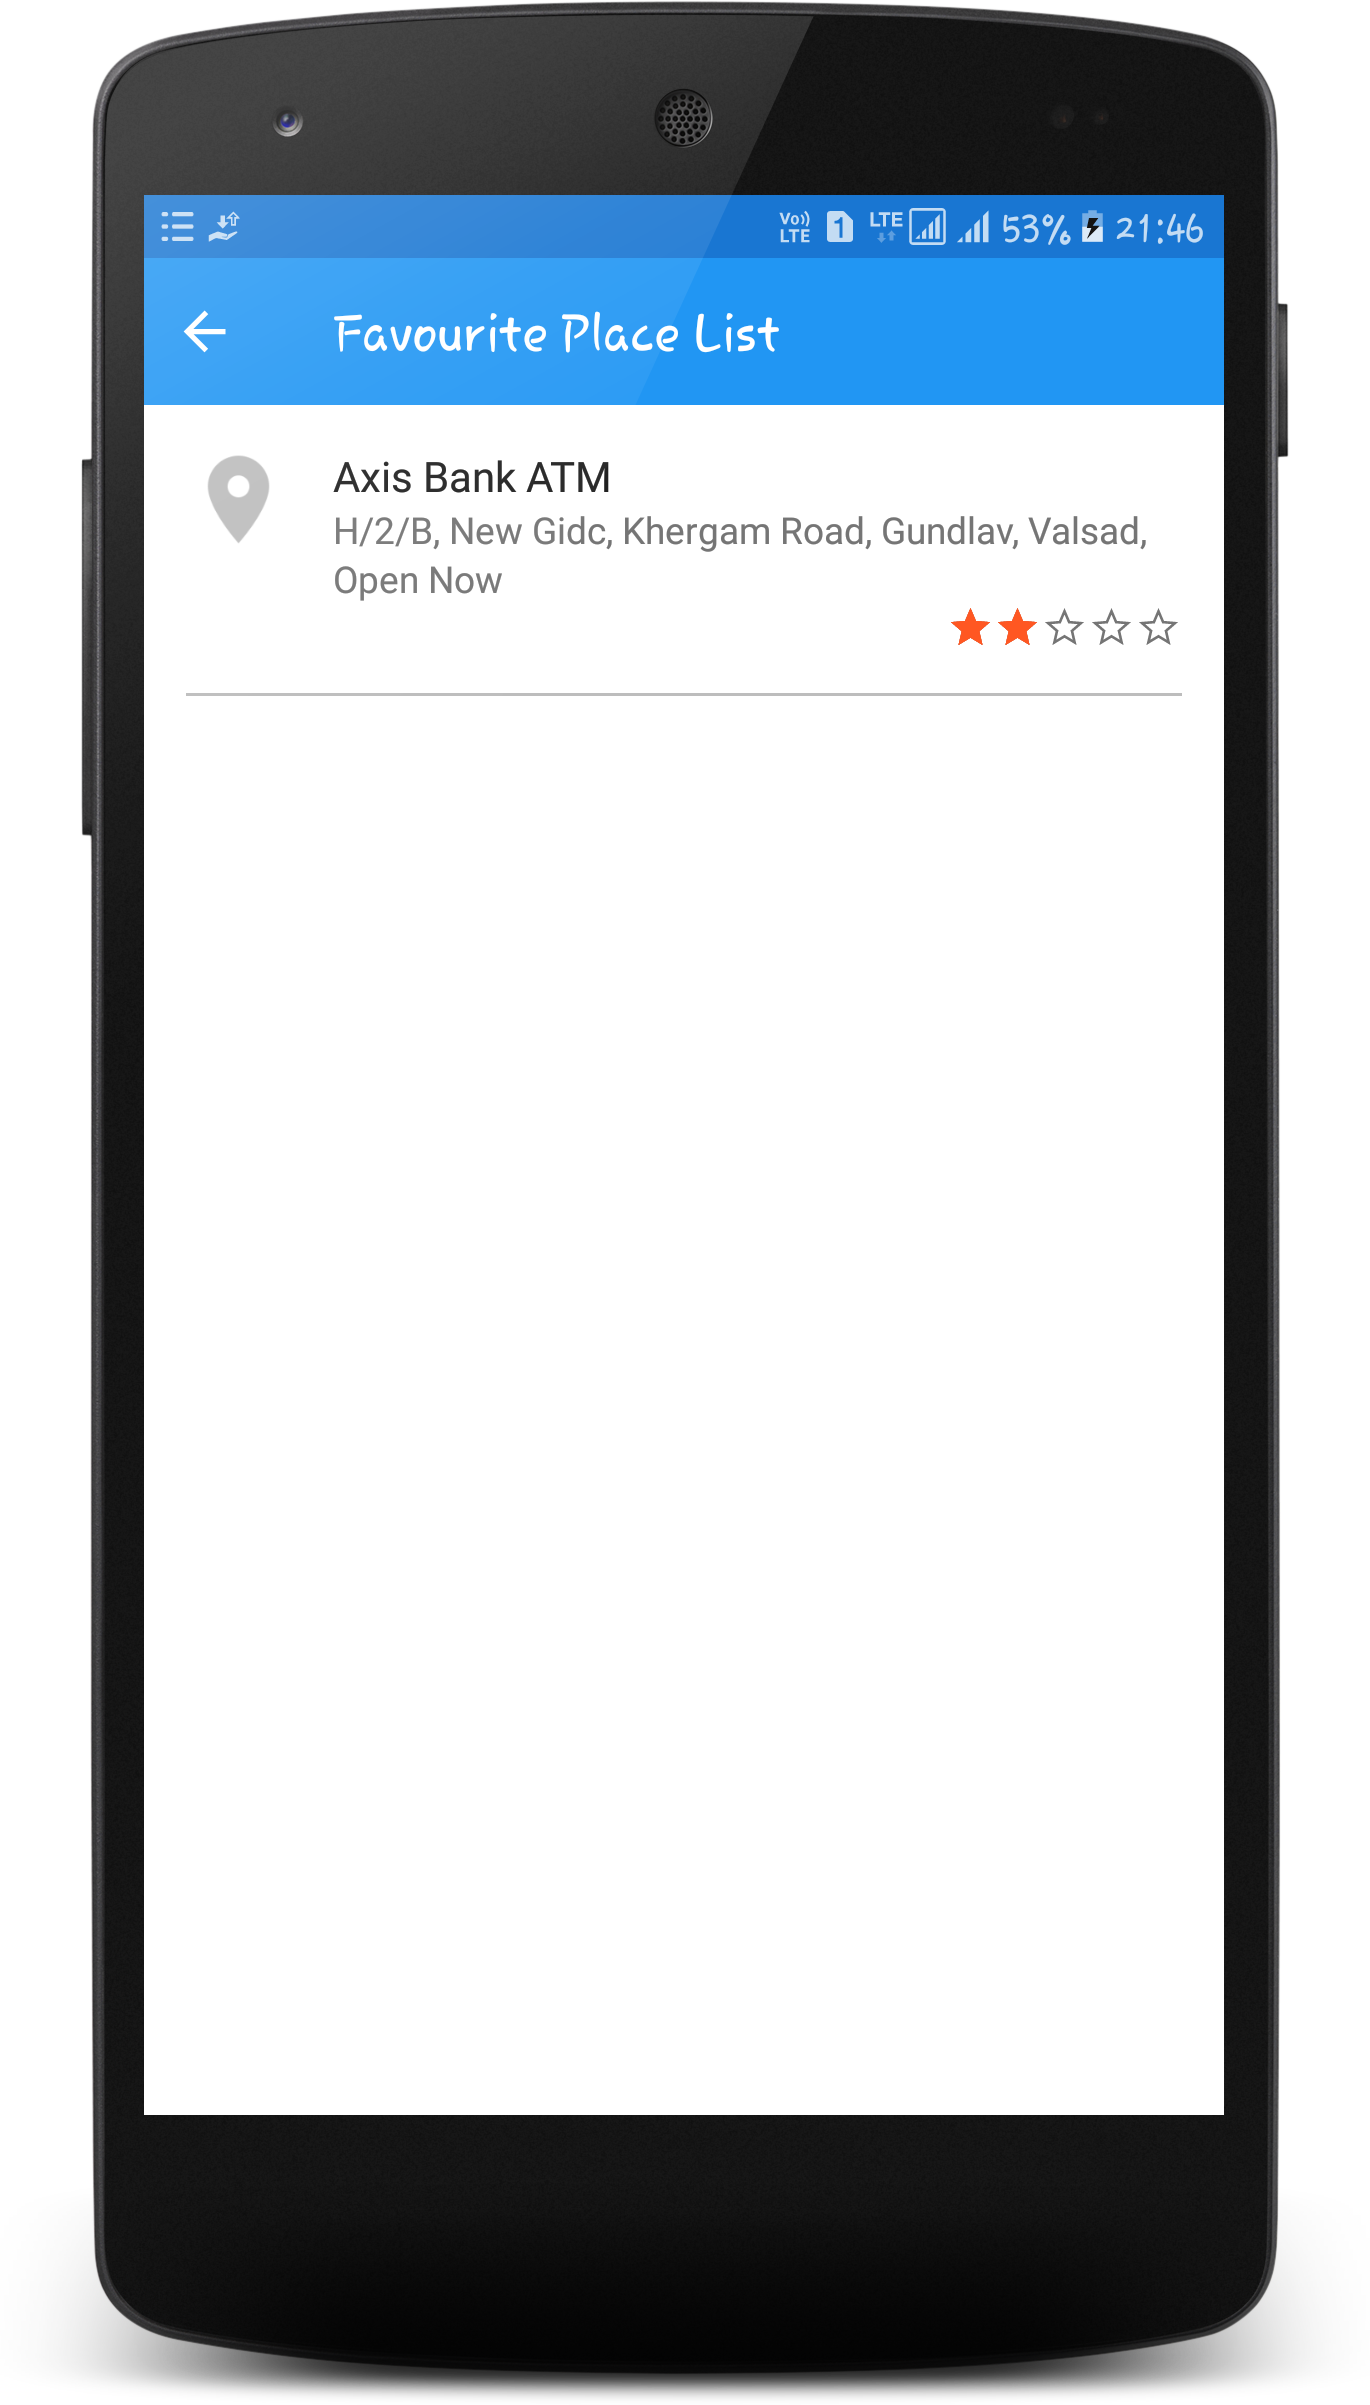 Vo)) LTE 1 LTE 53% 21:46
Favourite Place List
Axis Bank ATM
H/2/B, New Gidc, Khergam Road, Gundlav, Valsad,
Open Now